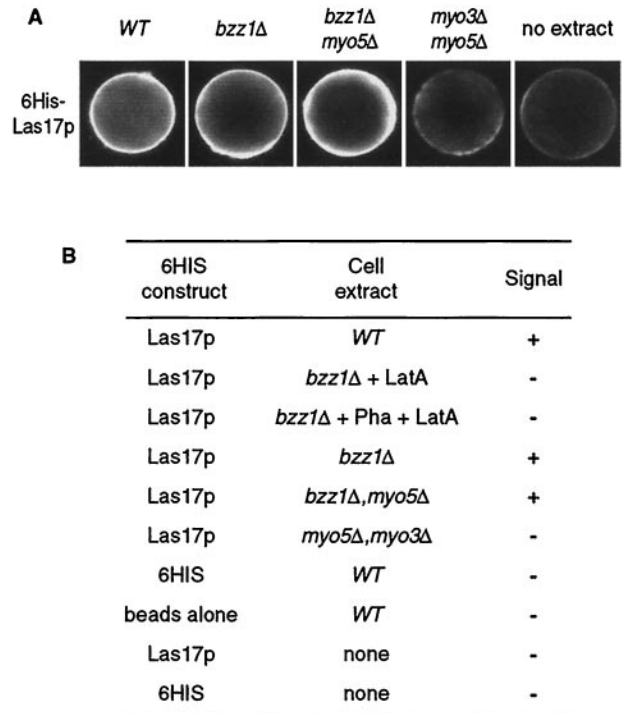 A
WT bzz1Δ bzz1Δ myo3Δ no extract
myo5Δ myo5Δ
6His-
Las17p
B
6HIS Cell Signal
construct extract
Las17p WT +
Las17p bzz1Δ + LatA -
Las17p bzz1Δ + Pha + LatA -
Las17p bzz1Δ +
Las17p bzz1Δ,myo5Δ +
Las17p myo5Δ,myo3Δ -
6HIS WT -
beads alone WT -
Las17p none -
6HIS none -